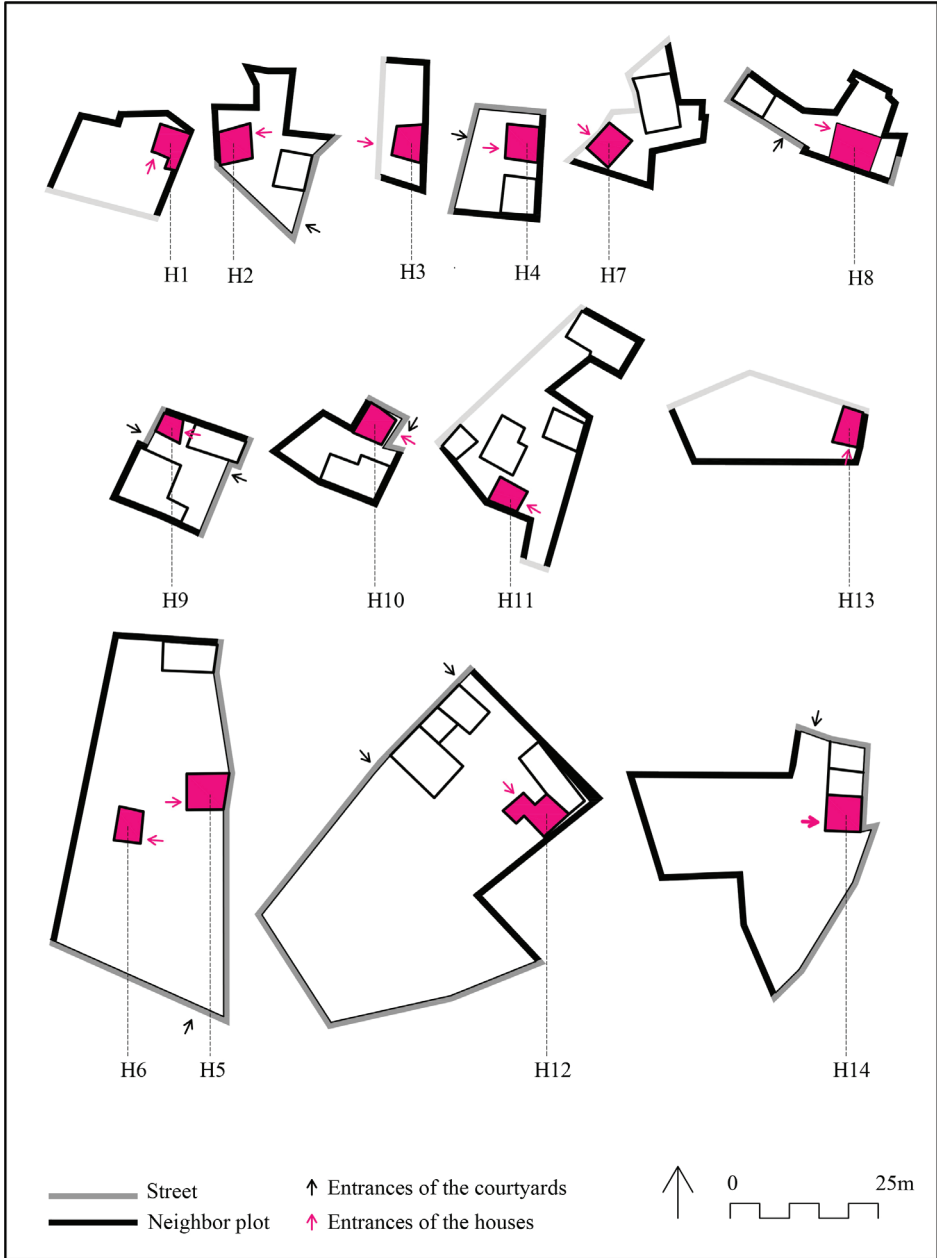 H1 H2 H3 H4 H7 H8
H9 H10 H11 H13
H6 H5 H12 H14
Street
Neighbor plot
Entrances of the courtyards
Entrances of the houses
0 25m